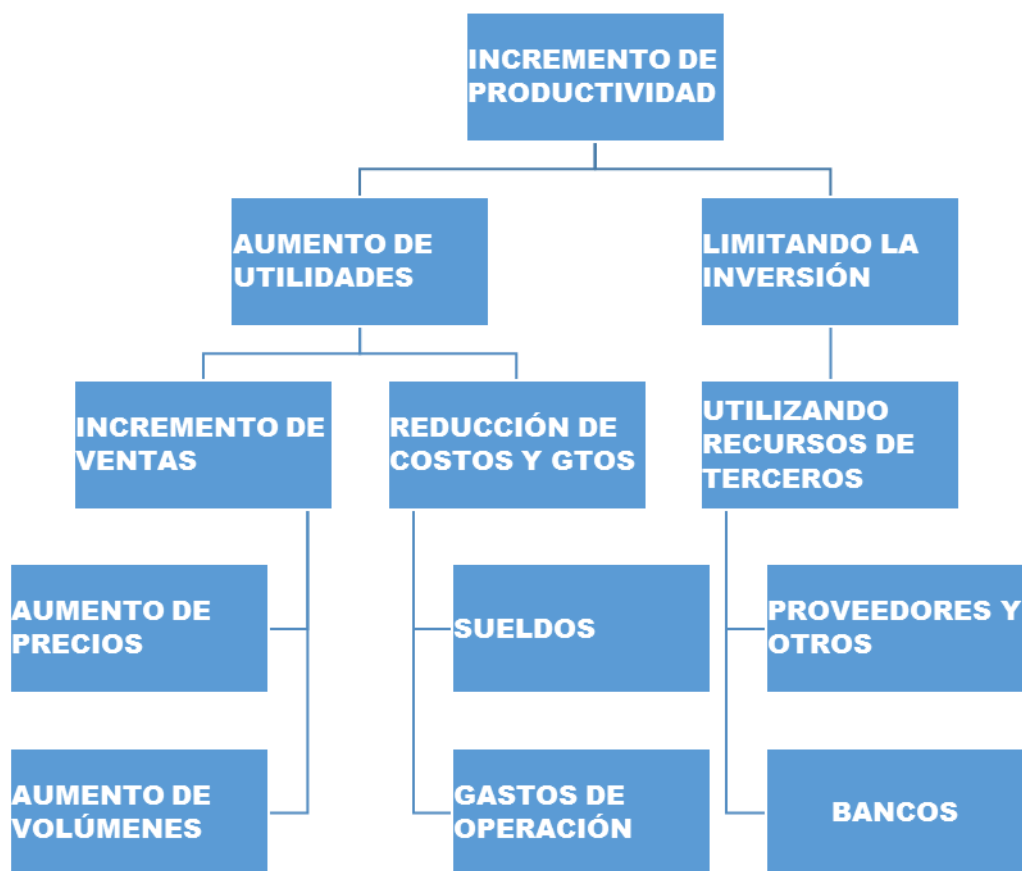 INCREMENTO DE
PRODUCTIVIDAD
AUMENTO DE
UTILIDADES
LIMITANDO LA
INVERSIÓN
INCREMENTO DE
VENTAS
REDUCCIÓN DE
COSTOS Y GTOS
UTILIZANDO
RECURSOS DE
TERCEROS
AUMENTO DE
PRECIOS
SUELDOS
PROVEEDORES Y
OTROS
AUMENTO DE
VOLÚMENES
GASTOS DE
OPERACIÓN
BANCOS